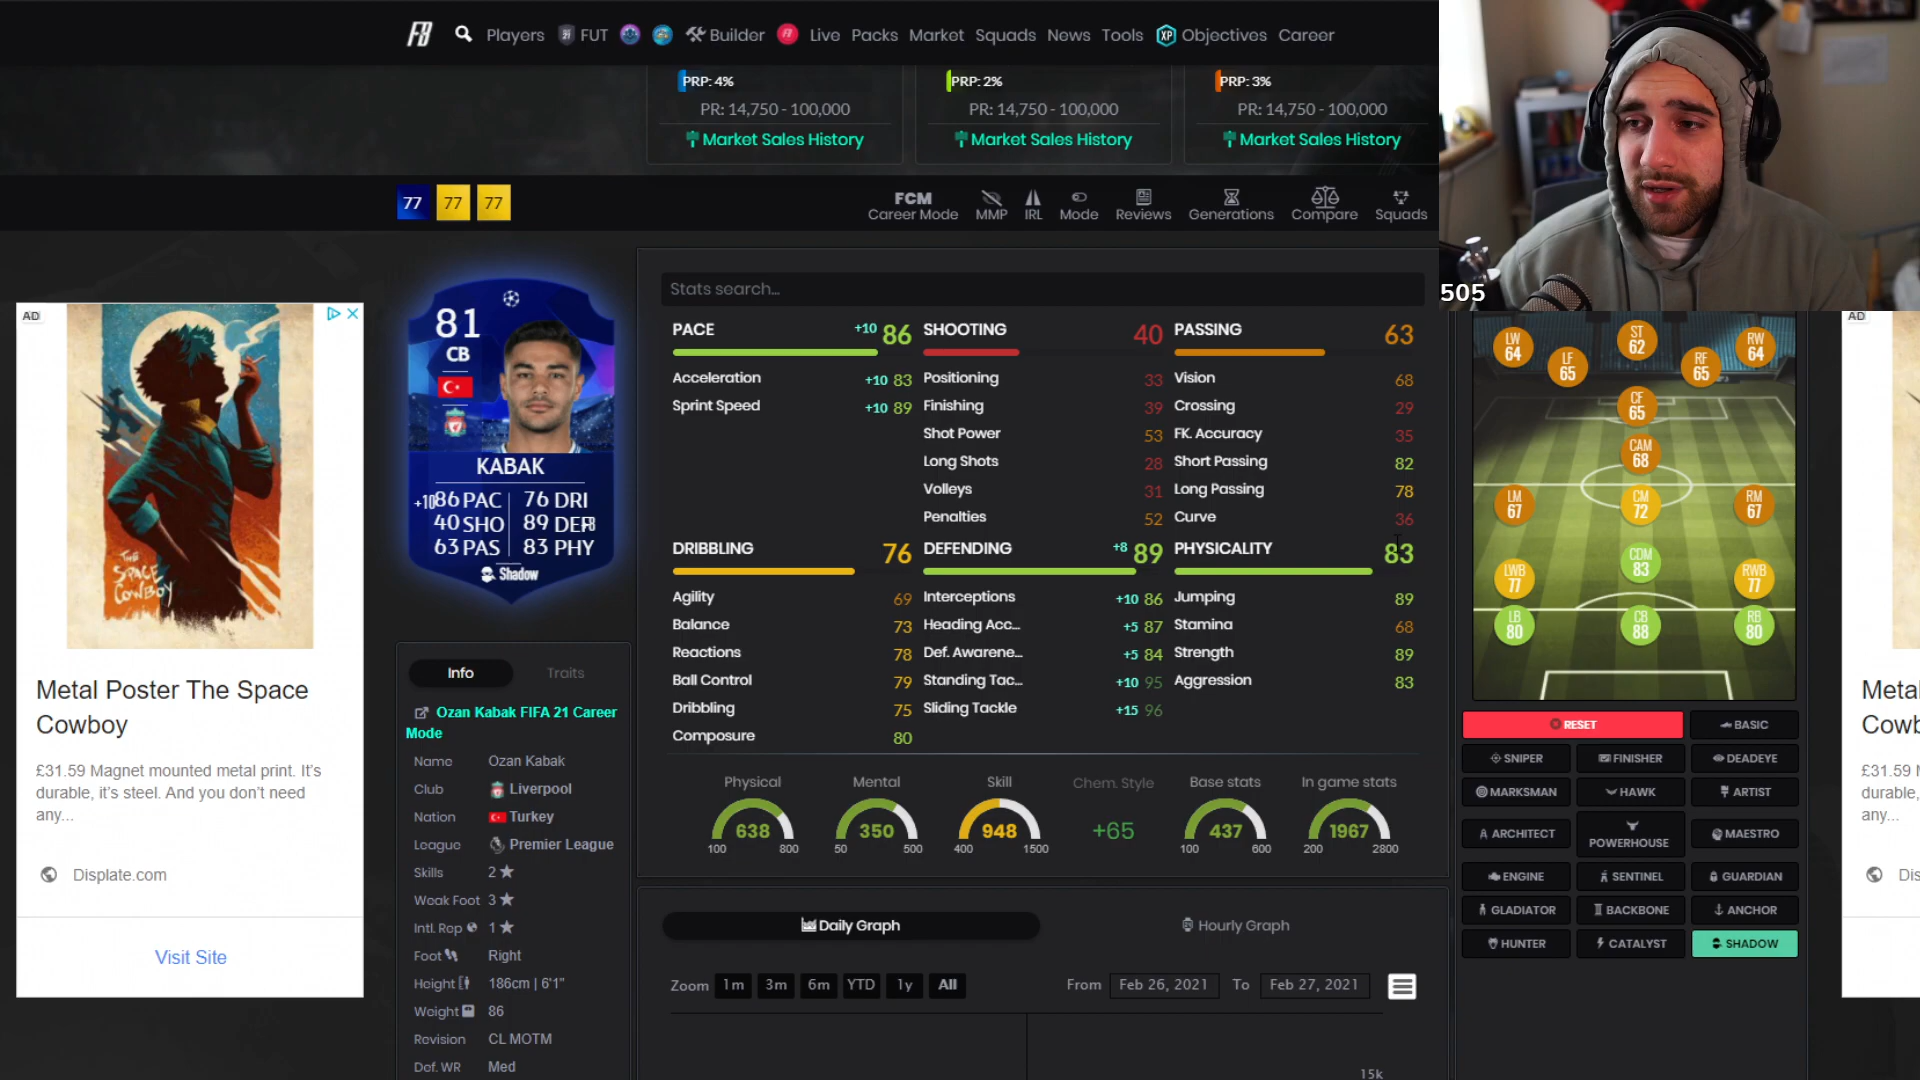 FB Players 21 FUT Builder Live Packs Market Squads News Tools XP Objectives Career
PRP: 4% PRP: 2% PRP: 3%
PR: 14,750 - 100,000 PR: 14,750 - 100,000 PR: 14,750 - 100,000
Market Sales History Market Sales History Market Sales History
77 77 77
FCM
Career Mode MMP IRL Mode Reviews Generations Compare Squads
505
Stats search...
PACE +10 86 SHOOTING 40 PASSING 63
Acceleration +10 83 Positioning 33 Vision 68
Sprint Speed +10 89 Finishing 39 Crossing 29
Shot Power 53 FK. Accuracy 35
Long Shots 28 Short Passing 82
Volleys 31 Long Passing 78
Penalties 52 Curve 36
DRIBBLING 76 DEFENDING +8 89 PHYSICALITY 83
Agility 69 Interceptions +10 86 Jumping 89
Balance 73 Heading Acc... +5 87 Stamina 68
Reactions 78 Def. Awarene... +5 84 Strength 89
Ball Control 79 Standing Tac... +10 95 Aggression 83
Dribbling 75 Sliding Tackle +15 96
Composure 80
Physical Mental Skill Chem. Style Base stats In game stats
638 350 948 +65 437 1967
100 800 50 500 400 1500 100 600 200 2800
81
CB
KABAK
+10 86 PAC 76 DRI
40 SHO 89 DEF +8
63 PAS 83 PHY
Shadow
Info Traits
Ozan Kabak FIFA 21 Career
Mode
Name Ozan Kabak
Club Liverpool
Nation Turkey
League Premier League
Skills 2
Weak Foot 3
Intl. Rep 1
Foot Right
Height 186cm | 6'1"
Weight 86
Revision CL MOTM
Def. WR Med
Daily Graph Hourly Graph
Zoom 1m 3m 6m YTD 1y All From Feb 26, 2021 To Feb 27, 2021
15k
AD
THE
SPACE
COWBOY
Metal Poster The Space
Cowboy
£31.59 Magnet mounted metal print. It's
durable, it's steel. And you don't need
any...
Displate.com
Visit Site
LW 64 ST 62 RW 64
LF 65 RF 65
CF 65
CAM 68
LM 67 CM 72 RM 67
CDM 83
LWB 77 RWB 77
LB 80 CB 88 RB 80
RESET BASIC
SNIPER FINISHER DEADEYE
MARKSMAN HAWK ARTIST
ARCHITECT POWERHOUSE MAESTRO
ENGINE SENTINEL GUARDIAN
GLADIATOR BACKBONE ANCHOR
HUNTER CATALYST SHADOW
AD
Metal
Cowb
£31.59 M
durable,
any...
Dis